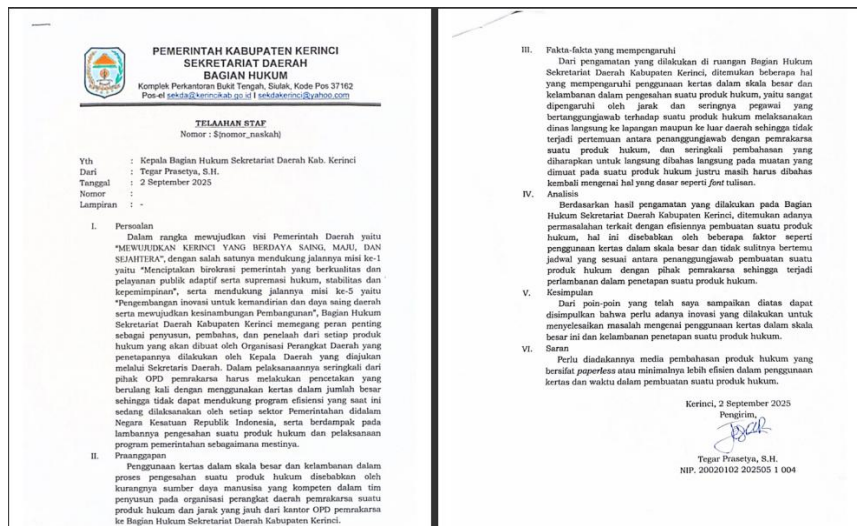 PEMERINTAH KABUPATEN KERINCI
SEKRETARIAT DAERAH
BAGIAN HUKUM
Komplek Perkantoran Bukit Tengah, Siulak, Kode Pos 37162
Pos-el sekda@kerincikab.go.id | sekdakerinci@yahoo.com
TELAAHAN STAF
Nomor : ${nomor_naskah}
Yth : Kepala Bagian Hukum Sekretariat Daerah Kab. Kerinci
Dari : Tegar Prasetya, S.H.
Tanggal : 2 September 2025
Nomor :
Lampiran : -
I. Persoalan
Dalam rangka mewujudkan visi Pemerintah Daerah yaitu
"MEWUJUDKAN KERINCI YANG BERDAYA SAING, MAJU, DAN
SEJAHTERA", dengan salah satunya mendukung jalannya misi ke-1
yaitu "Menciptakan birokrasi pemerintah yang berkualitas dan
pelayanan publik adaptif serta supremasi hukum, stabilitas dan
kepemimpinan", serta mendukung jalannya misi ke-5 yaitu
"Pengembangan inovasi untuk kemandirian dan daya saing daerah
serta mewujudkan kesinambungan Pembangunan", Bagian Hukum
Sekretariat Daerah Kabupaten Kerinci memegang peran penting
sebagai penyusun, pembahas, dan penelaah dari setiap produk
hukum yang akan dibuat oleh Organisasi Perangkat Daerah yang
penetapannya dilakukan oleh Kepala Daerah yang diajukan
melalui Sekretaris Daerah. Dalam pelaksanaannya seringkali dari
pihak OPD pemrakarsa harus melakukan pencetakan yang
berulang kali dengan menggunakan kertas dalam jumlah besar
sehingga tidak dapat mendukung program efisiensi yang saat ini
sedang dilaksanakan oleh setiap sektor Pemerintahan didalam
Negara Kesatuan Republik Indonesia, serta berdampak pada
lambannya pengesahan suatu produk hukum dan pelaksanaan
program pemerintahan sebagaimana mestinya.
II. Praanggapan
Penggunaan kertas dalam skala besar dan kelambanan dalam
proses pengesahan suatu produk hukum disebabkan oleh
kurangnya sumber daya manusisa yang kompeten dalam tim
penyusun pada organisasi perangkat daerah pemrakarsa suatu
produk hukum dan jarak yang jauh dari kantor OPD pemrakarsa
ke Bagian Hukum Sekretariat Daerah Kabupaten Kerinci.
III. Fakta-fakta yang mempengaruhi
Dari pengamatan yang dilakukan di ruangan Bagian Hukum
Sekretariat Daerah Kabupaten Kerinci, ditemukan beberapa hal
yang mempengaruhi penggunaan kertas dalam skala besar dan
kelambanan dalam pengesahan suatu produk hukum, yaitu sangat
dipengaruhi oleh jarak dan seringnya pegawai yang
bertanggungjawab terhadap suatu produk hukum melaksanakan
dinas langsung ke lapangan maupun ke luar daerah sehingga tidak
terjadi pertemuan antara penanggungjawab dengan pemrakarsa
suatu produk hukum, dan seringkali pembahasan yang
diharapkan untuk langsung dibahas langsung pada muatan yang
dimuat pada suatu produk hukum justru masih harus dibahas
kembali mengenai hal yang dasar seperti font tulisan.
IV. Analisis
Berdasarkan hasil pengamatan yang dilakukan pada Bagian
Hukum Sekretariat Daerah Kabupaten Kerinci, ditemukan adanya
permasalahan terkait dengan efisiennya pembuatan suatu produk
hukum, hal ini disebabkan oleh beberapa faktor seperti
penggunaan kertas dalam skala besar dan tidak sulitnya bertemu
jadwal yang sesuai antara penanggungjawab pembuatan suatu
produk hukum dengan pihak pemrakarsa sehingga terjadi
perlambanan dalam penetapan suatu produk hukum.
V. Kesimpulan
Dari poin-poin yang telah saya sampaikan diatas dapat
disimpulkan bahwa perlu adanya inovasi yang dilakukan untuk
menyelesaikan masalah mengenai penggunaan kertas dalam skala
besar ini dan kelambanan penetapan suatu produk hukum.
VI. Saran
Perlu diadakannya media pembahasan produk hukum yang
bersifat paperless atau minimalnya lebih efisien dalam penggunaan
kertas dan waktu dalam pembuatan suatu produk hukum.
Kerinci, 2 September 2025
Pengirim,
Tegar Prasetya, S.H.
NIP. 20020102 202505 1 004